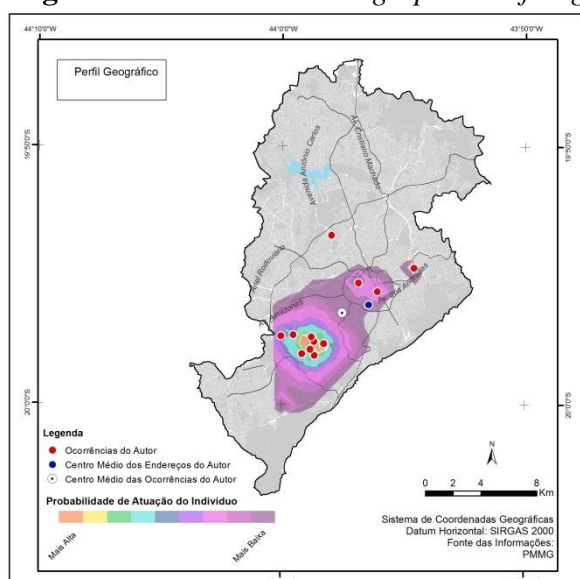 44°10'0"O 44°0'0"O 43°50'0"O
Perfil Geográfico
19°50'0"S 19°50'0"S
Avenida Antônio Carlos
Av. Cristiano Machado
Anel Rodoviário
Av. Amazonas
Av. dos Andradas
20°0'0"S 20°0'0"S
Legenda
Ocorrências do Autor
Centro Médio dos Endereços do Autor
Centro Médio das Ocorrências do Autor
N
Probabilidade de Atuação do Indivíduo
Mais Alta
Mais Baixa
0 2 4 8
Km
Sistema de Coordenadas Geográficas
Datum Horizontal: SIRGAS 2000
Fonte das Informações:
PMMG